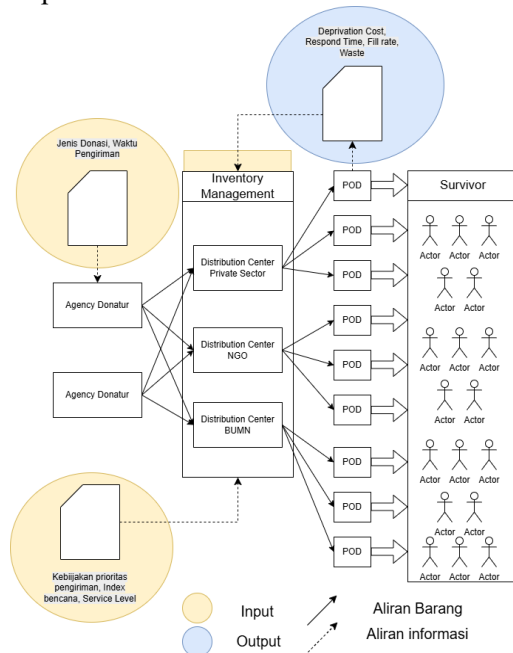 Deprivation Cost,
Respond Time, Fill rate,
Waste
Jenis Donasi, Waktu
Pengiriman
Inventory
Management
POD
Survivor
POD
Actor Actor Actor
Distribution Center
Private Sector
POD
Actor Actor
Agency Donatur
POD
Distribution Center
NGO
Actor Actor Actor
POD
Agency Donatur
POD
Distribution Center
BUMN
Actor Actor
POD
Actor Actor Actor
POD
Actor Actor
POD
Actor Actor Actor
Kebiijakan prioritas
pengiriman, Index
bencana, Service Level
Input
Aliran Barang
Output
Aliran informasi